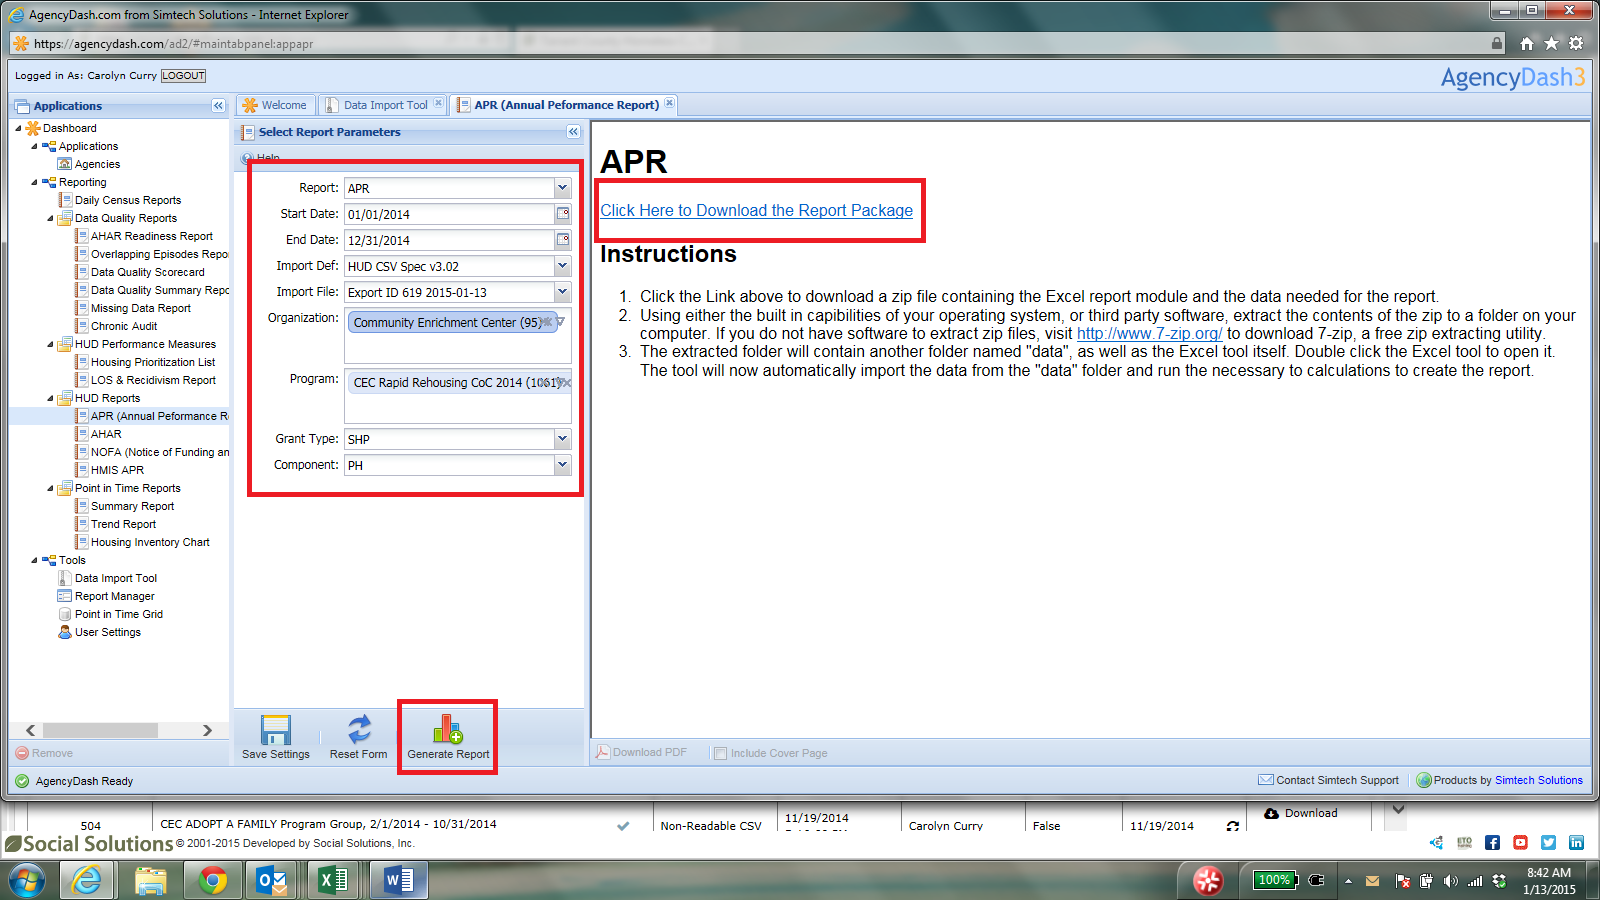 AgencyDash.com from Simtech Solutions - Internet Explorer
https://agencydash.com/ad2/#maintabpanel:appapr
Logged in As: Carolyn Curry LOGOUT
AgencyDash3
Applications
Welcome
Data Import Tool
APR (Annual Peformance Report)
Dashboard
Applications
Agencies
Reporting
Daily Census Reports
Data Quality Reports
AHAR Readiness Report
Overlapping Episodes Repo
Data Quality Scorecard
Data Quality Summary Repo
Missing Data Report
Chronic Audit
HUD Performance Measures
Housing Prioritization List
LOS & Recidivism Report
HUD Reports
APR (Annual Peformance R
AHAR
NOFA (Notice of Funding an
HMIS APR
Point in Time Reports
Summary Report
Trend Report
Housing Inventory Chart
Tools
Data Import Tool
Report Manager
Point in Time Grid
User Settings
Remove
Select Report Parameters
Help
Report: APR
Start Date: 01/01/2014
End Date: 12/31/2014
Import Def: HUD CSV Spec v3.02
Import File: Export ID 619 2015-01-13
Organization: Community Enrichment Center (95)
Program: CEC Rapid Rehousing CoC 2014 (1061)
Grant Type: SHP
Component: PH
Save Settings
Reset Form
Generate Report
APR
Click Here to Download the Report Package
Instructions
1. Click the Link above to download a zip file containing the Excel report module and the data needed for the report.
2. Using either the built in capibilities of your operating system, or third party software, extract the contents of the zip to a folder on your
computer. If you do not have software to extract zip files, visit http://www.7-zip.org/ to download 7-zip, a free zip extracting utility.
3. The extracted folder will contain another folder named "data", as well as the Excel tool itself. Double click the Excel tool to open it.
The tool will now automatically import the data from the "data" folder and run the necessary to calculations to create the report.
Download PDF
Include Cover Page
AgencyDash Ready
Contact Simtech Support
Products by Simtech Solutions
504 CEC ADOPT A FAMILY Program Group, 2/1/2014 - 10/31/2014 Non-Readable CSV 11/19/2014 Carolyn Curry False 11/19/2014 Download
Social Solutions © 2001-2015 Developed by Social Solutions, Inc.
ETO
100%
8:42 AM
1/13/2015